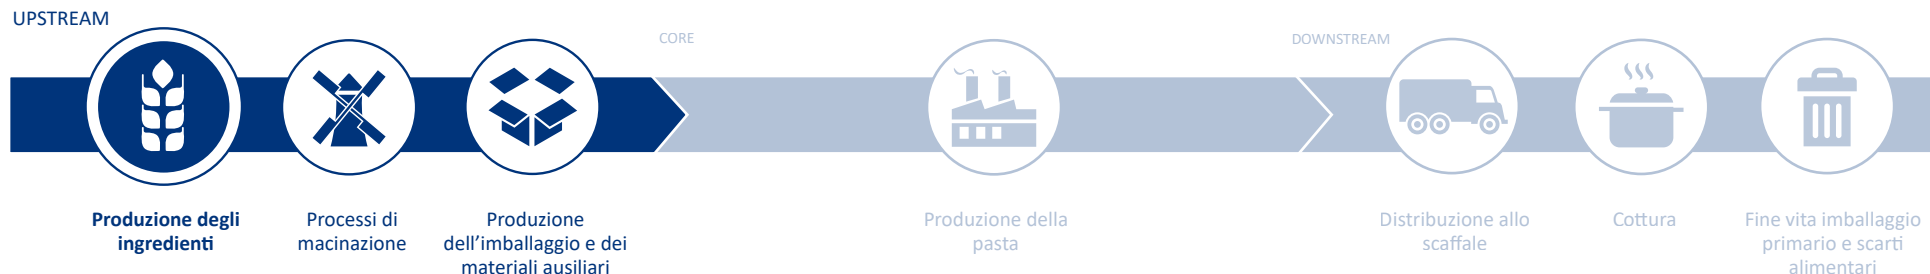 UPSTREAM
CORE
DOWNSTREAM
Produzione degli
ingredienti
Processi di
macinazione
Produzione
dell'imballaggio e dei
materiali ausiliari
Produzione della
pasta
Distribuzione allo
scaffale
Cottura
Fine vita imballaggio
primario e scarti
alimentari